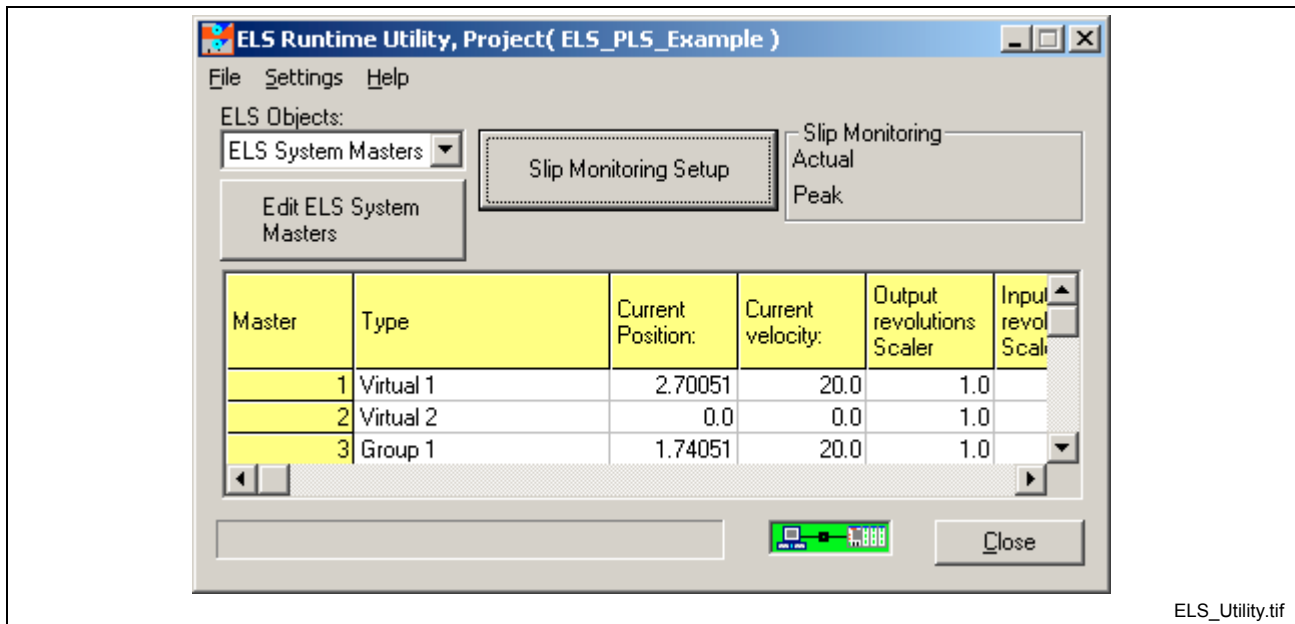 ELS Runtime Utility, Project( ELS_PLS_Example )
File Settings Help
ELS Objects:
ELS System Masters
Edit ELS System
Masters
Slip Monitoring Setup
Slip Monitoring
Actual
Peak
Master Type Current Position: Current velocity: Output revolutions Scaler Input revol Scal
1 Virtual 1 2.70051 20.0 1.0
2 Virtual 2 0.0 0.0 1.0
3 Group 1 1.74051 20.0 1.0
Close
ELS_Utility.tif